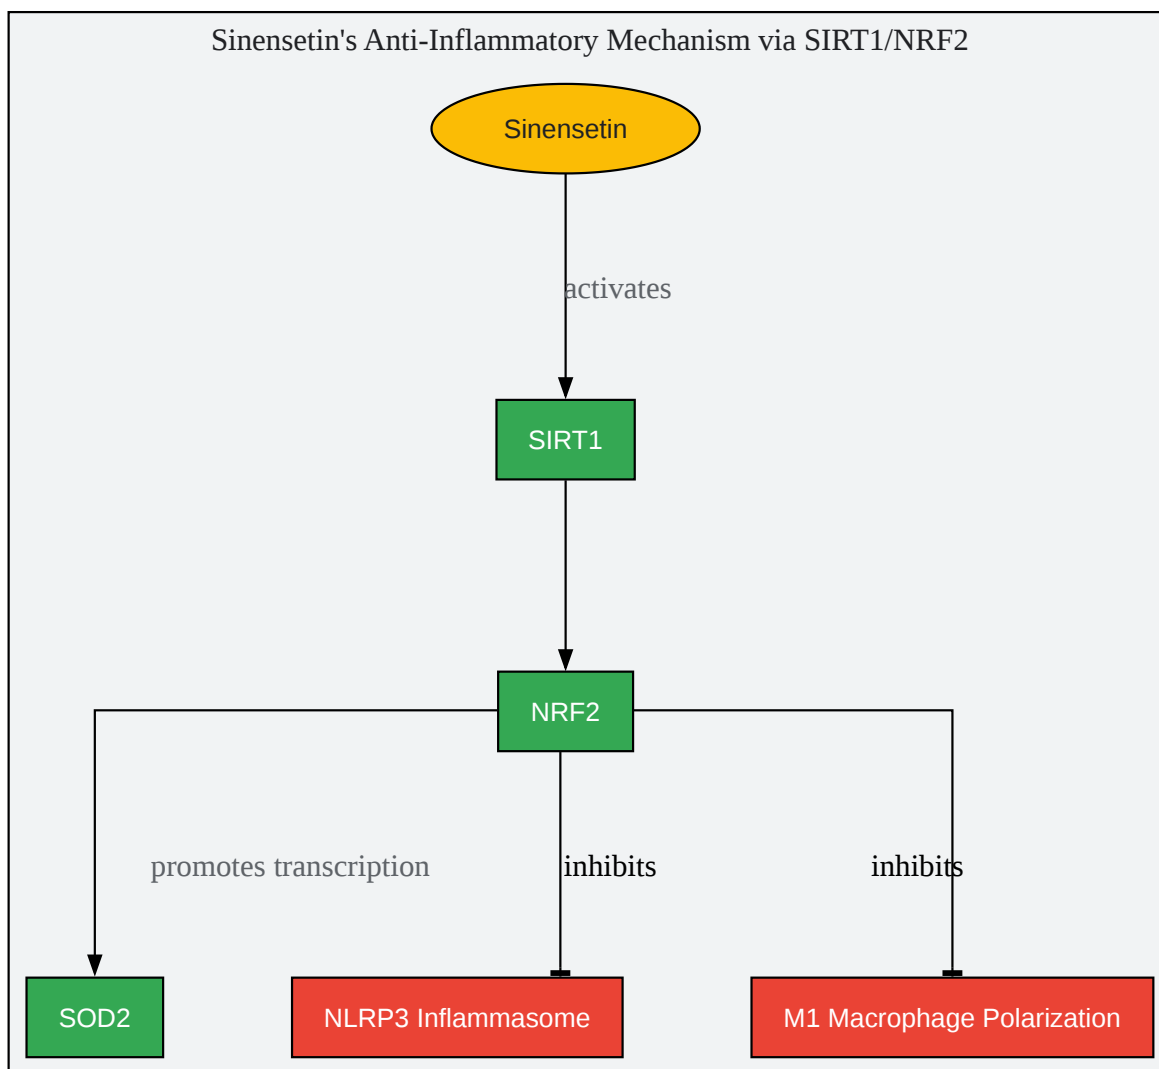 Sinensetin's Anti-Inflammatory Mechanism via SIRT1/NRF2
Sinensetin
activates
SIRT1
NRF2
promotes transcription
inhibits
inhibits
SOD2
NLRP3 Inflammasome
M1 Macrophage Polarization